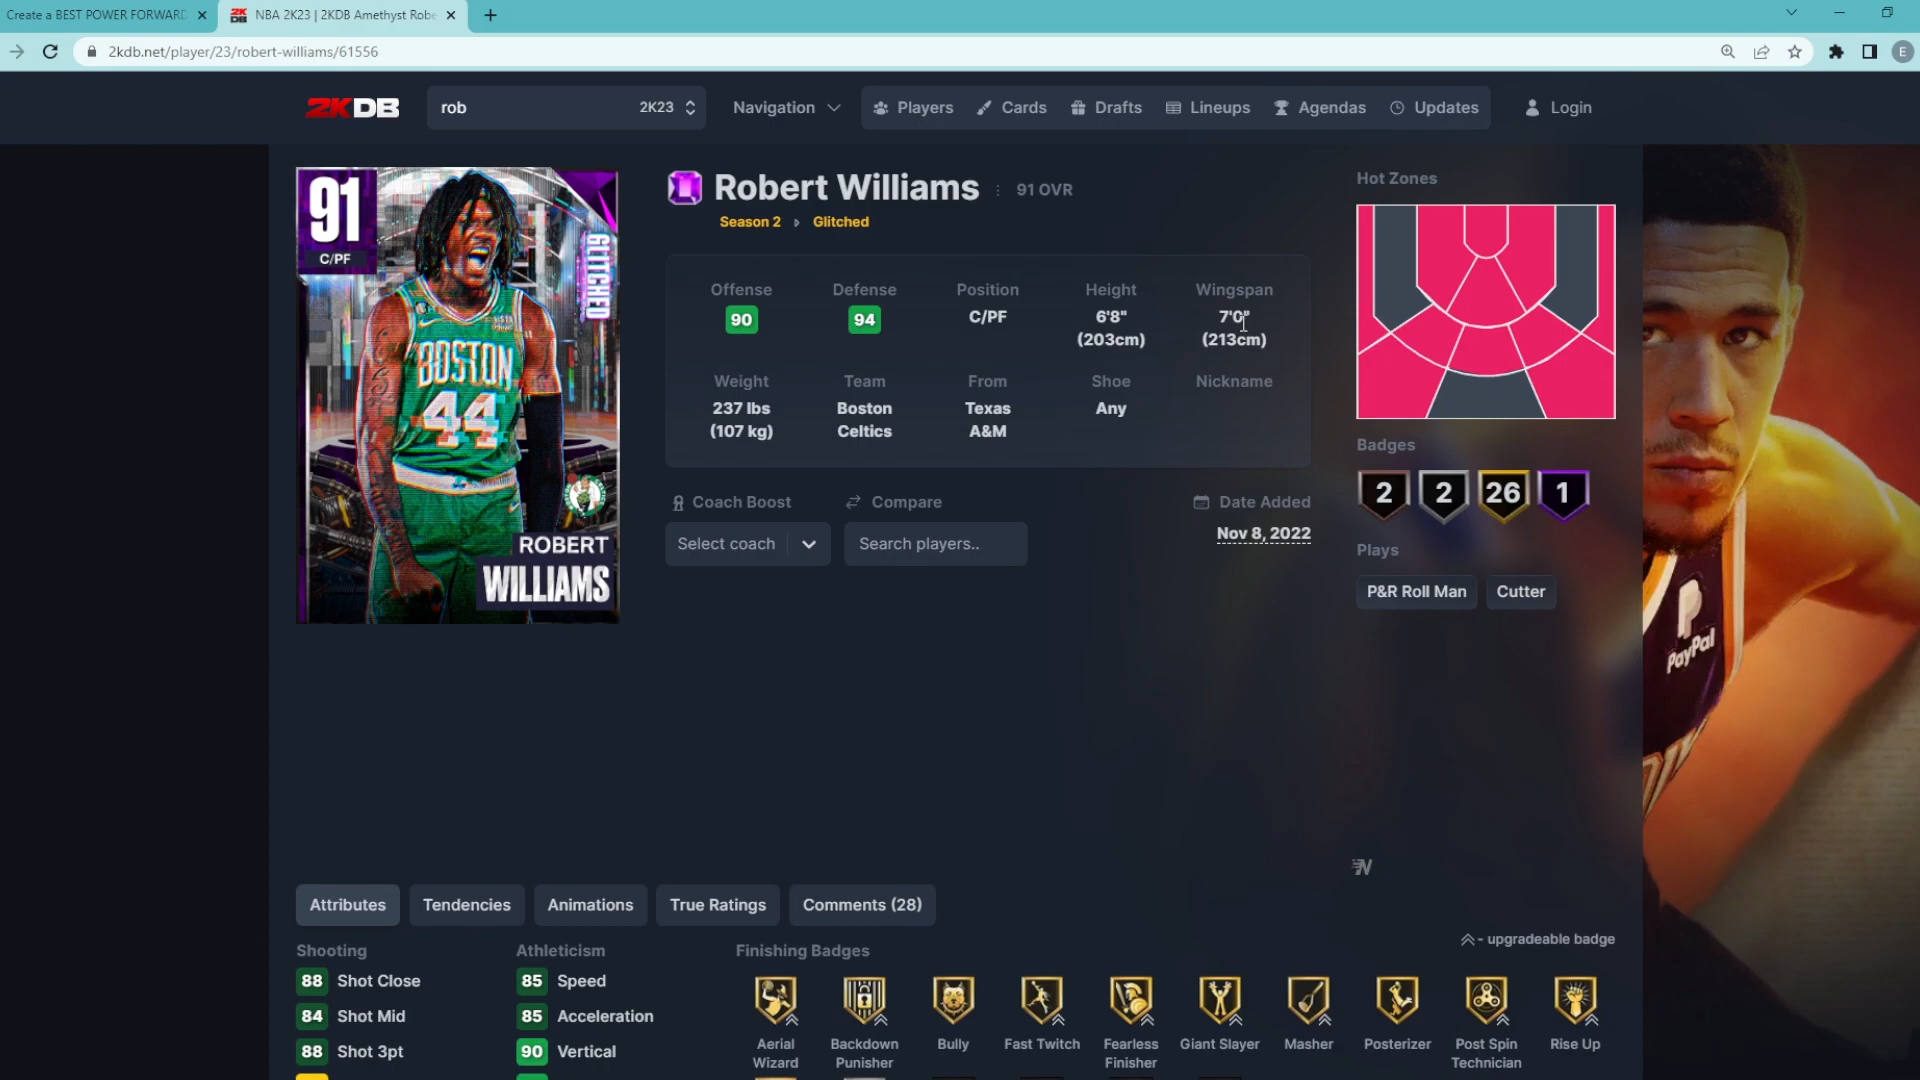 Create a BEST POWER FORWARD
NBA 2K23 | 2KDB Amethyst Robe
2kdb.net/player/23/robert-williams/61556
E
2KDB
rob
2K23
Navigation
Players
Cards
Drafts
Lineups
Agendas
Updates
Login
91
C/PF
GLITCHED
BOSTON
44
ROBERT
WILLIAMS
Robert Williams : 91 OVR
Season 2 Glitched
Offense
Defense
Position
Height
Wingspan
90
94
C/PF
6'8"
(203cm)
7'0"
(213cm)
Weight
Team
From
Shoe
Nickname
237 lbs
(107 kg)
Boston
Celtics
Texas
A&M
Any
Coach Boost
Compare
Date Added
Select coach
Search players..
Nov 8, 2022
Hot Zones
Badges
2
2
26
1
Plays
P&R Roll Man
Cutter
PayPal
Attributes
Tendencies
Animations
True Ratings
Comments (28)
- upgradeable badge
Shooting
88 Shot Close
84 Shot Mid
88 Shot 3pt
Athleticism
85 Speed
85 Acceleration
90 Vertical
Finishing Badges
Aerial
Wizard
Backdown
Punisher
Bully
Fast Twitch
Fearless
Finisher
Giant Slayer
Masher
Posterizer
Post Spin
Technician
Rise Up